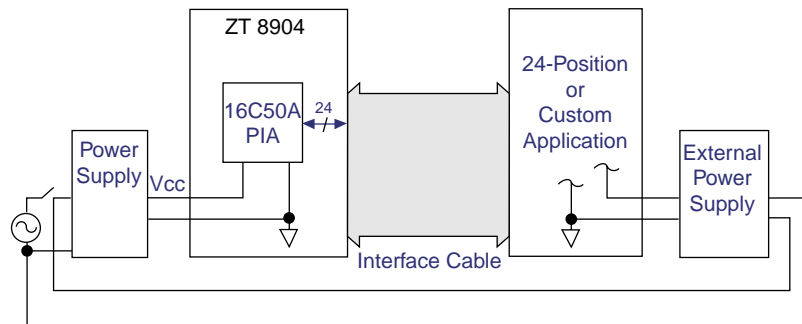 ZT 8904
24-Position
or
Custom
Application
16C50A
PIA
24
Power
Supply
Vcc
External
Power
Supply
Interface Cable